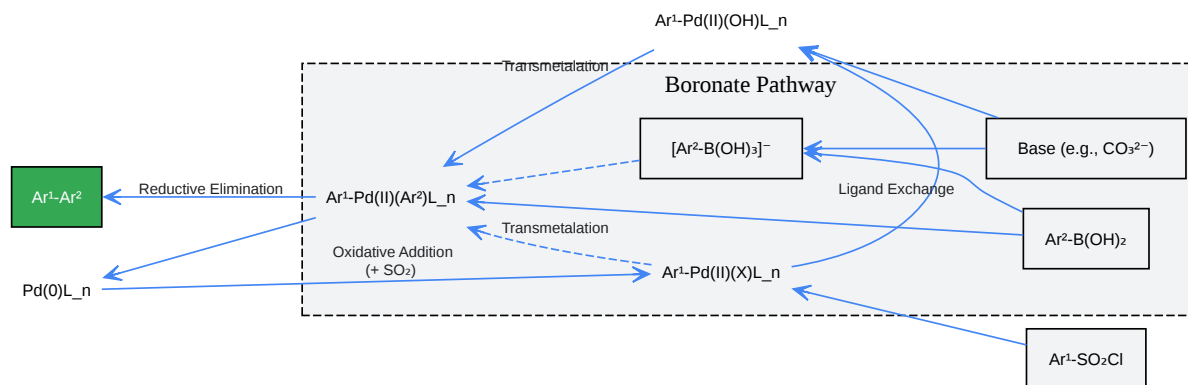 Ar¹-Pd(II)(OH)L_n
Transmetalation
Boronate Pathway
[Ar²-B(OH)₃]⁻
Base (e.g., CO₃²⁻)
Ar¹-Ar²
Reductive Elimination
Ar¹-Pd(II)(Ar²)L_n
Ligand Exchange
Transmetalation
Ar²-B(OH)₂
Oxidative Addition
(+ SO₂)
Ar¹-Pd(II)(X)L_n
Pd(0)L_n
Ar¹-SO₂Cl